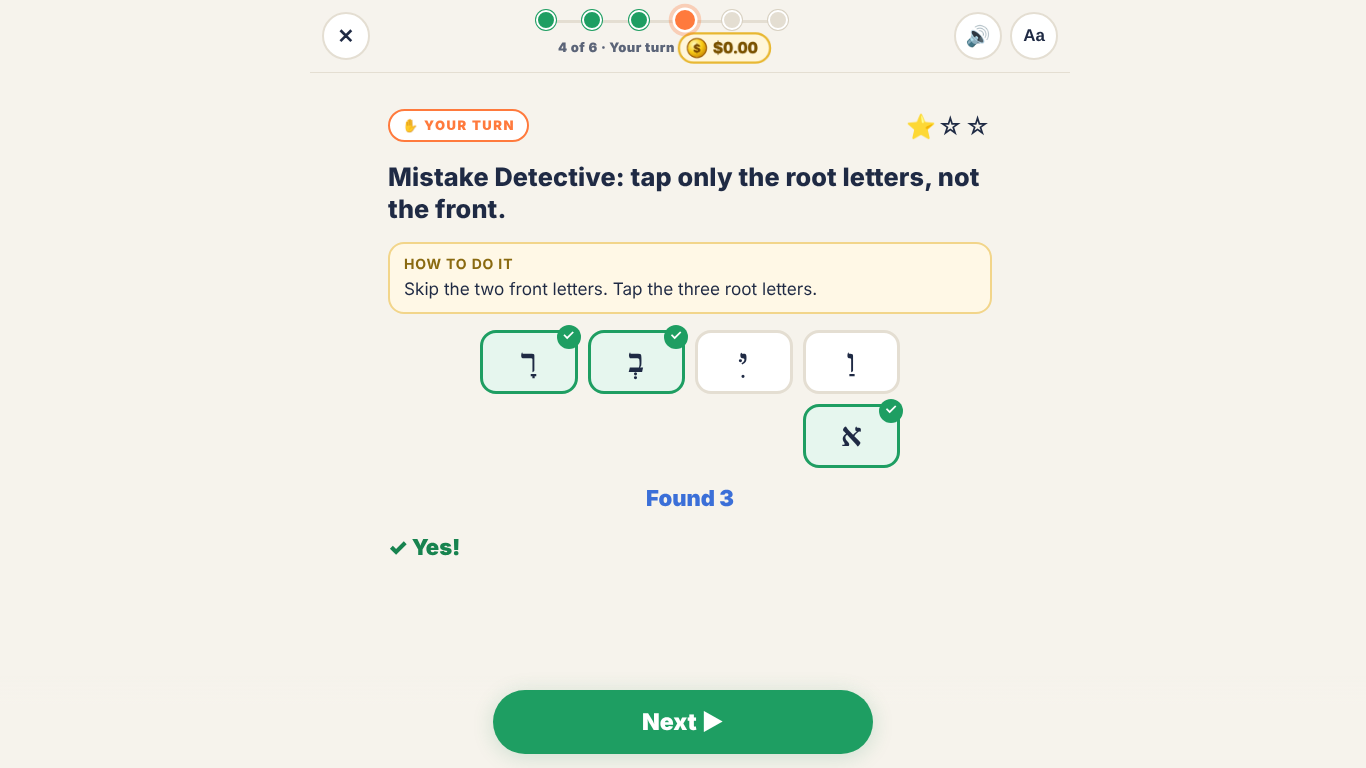 ✕
4 of 6 · Your turn
$ $0.00
Aa
✋ YOUR TURN
Mistake Detective: tap only the root letters, not
the front.
HOW TO DO IT
Skip the two front letters. Tap the three root letters.
וַ יִּ בְּ רָ
א
Found 3
✓ Yes!
Next ▶